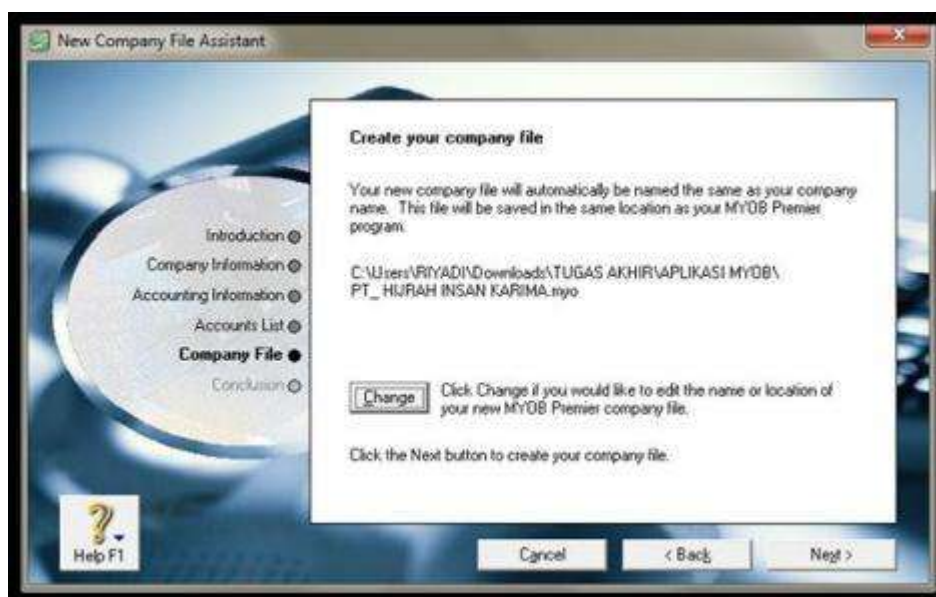 New Company File Assistant
Create your company file
Your new company file will automatically be named the same as your company
name. This file will be saved in the same location as your MYOB Premier
program.
C:\Users\RIYADI\Downloads\TUGAS AKHIR\APLIKASI MYOB\
PT_ HIJRAH INSAN KARIMA.myo
Introduction
Company Information
Accounting Information
Accounts List
Company File
Conclusion
Change
Click Change if you would like to edit the name or location of
your new MYOB Premier company file.
Click the Next button to create your company file.
Help F1
Cancel
< Back
Next >